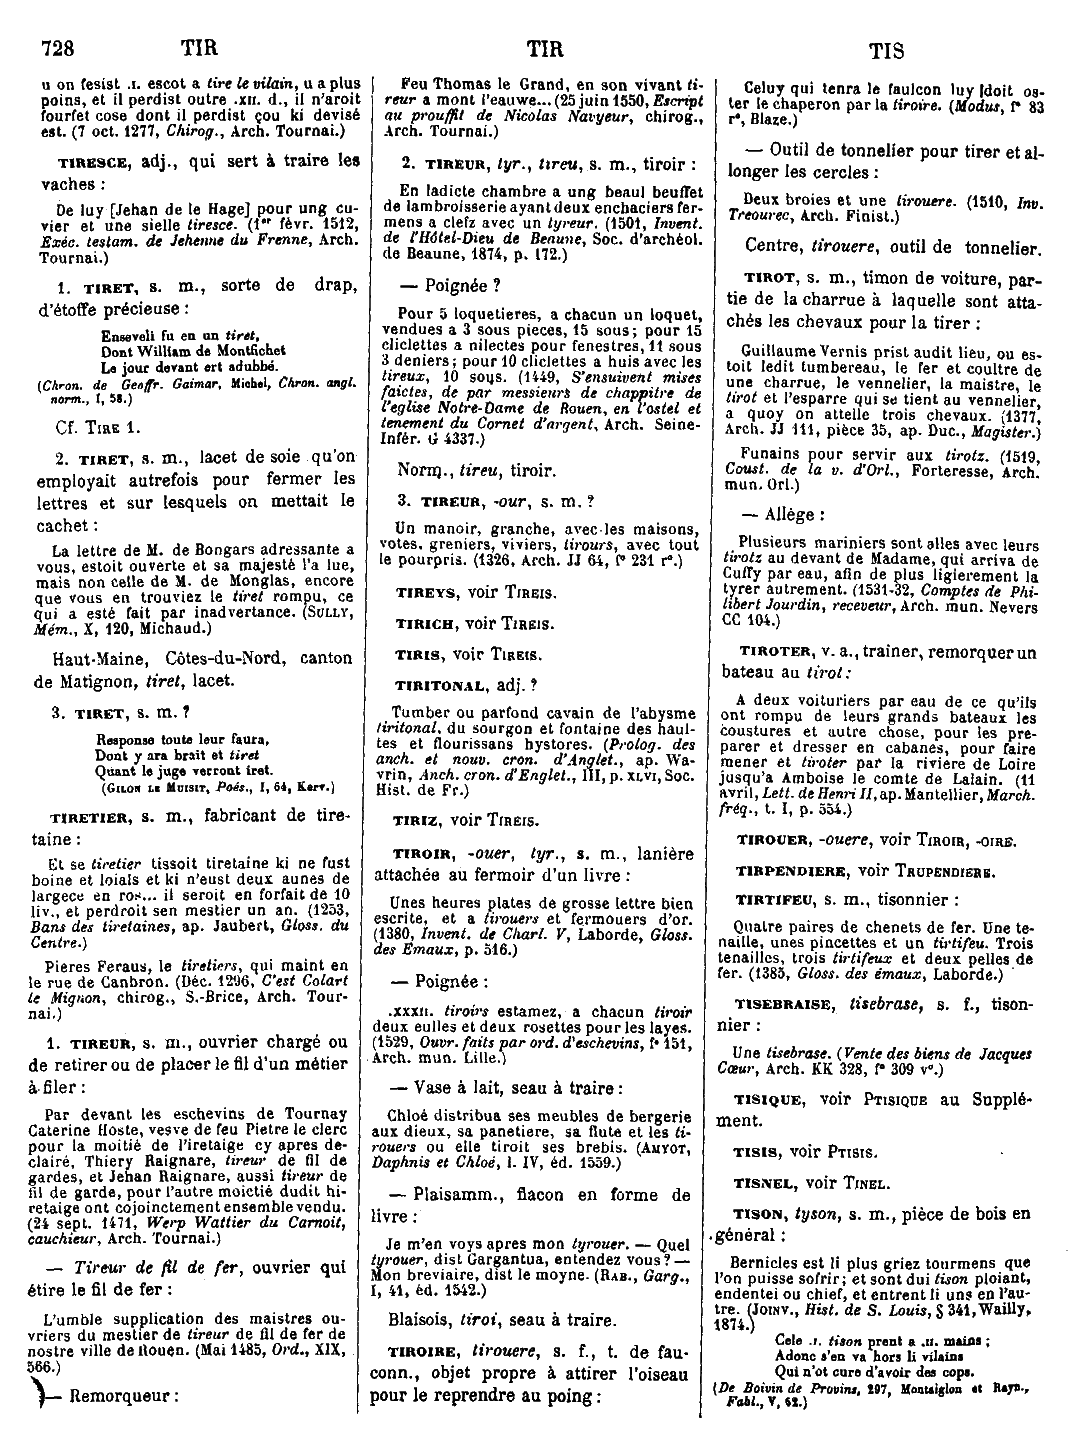 728 TIR TIR TIS
u on fesist .I. escot a tire le vilain, u a plus
poins, et il perdist outre .XII. d., il n'aroit
fourfet cose dont il perdist çou ki devisé
est. (7 oct. 1277, Chirog., Arch. Tournai.)
TIRESCE, adj., qui sert à traire les
vaches :
De luy [Jehan de le Hage] pour ung cu-
vier et une sielle tiresce. (1er févr. 1512,
Exéc. testam. de Jehenne du Frenne, Arch.
Tournai.)
1. TIRET, s. m., sorte de drap,
d'étoffe précieuse :
Enseveli fu en un tiret,
Dont William de Montfichet
Le jour devant ert adubbé.
(Chron. de Geoffr. Gaimar, Michel, Chron. angl.
norm., I, 58.)
Cf. TIRE 1.
2. TIRET, s. m., lacet de soie qu'on
employait autrefois pour fermer les
lettres et sur lesquels on mettait le
cachet :
La lettre de M. de Bongars adressante a
vous, estoit ouverte et sa majesté l'a lue,
mais non celle de M. de Monglas, encore
que vous en trouviez le tiret rompu, ce
qui a esté fait par inadvertance. (SULLY,
Mém., X, 120, Michaud.)
Haut-Maine, Côtes-du-Nord, canton
de Matignon, tiret, lacet.
3. TIRET, s. m. ?
Response toute leur faura,
Dont y ara brait et tiret
Quant le juge verront iret.
(GILON LE MUISIT, Poés., I, 64, Kerv.)
TIRETIER, s. m., fabricant de tire-
taine :
Et se tiretier tissoit tiretaine ki ne fust
boine et loials et ki n'eust deux aunes de
largece en ros... il seroit en forfait de 10
liv., et perdroit sen mestier un an. (1253,
Bans des tiretaines, ap. Jaubert, Gloss. du
Centre.)
Pieres Feraus, le tiretiers, qui maint en
le rue de Canbron. (Déc. 1296, C'est Colart
le Mignon, chirog., S.-Brice, Arch. Tour-
nai.)
1. TIREUR, s. m., ouvrier chargé ou
de retirer ou de placer le fil d'un métier
à filer :
Par devant les eschevins de Tournay
Caterine Hoste, vesve de feu Pietre le clerc
pour la moitié de l'iretaige cy apres de-
clairé, Thiery Raignare, tireur de fil de
gardes, et Jehan Raignare, aussi tireur de
fil de garde, pour l'autre moictié dudit hi-
retaige ont cojoinctement ensemble vendu.
(24 sept. 1471, Werp Wattier du Carnoit,
cauchieur, Arch. Tournai.)
— Tireur de fil de fer, ouvrier qui
étire le fil de fer :
L'umble supplication des maistres ou-
vriers du mestier de tireur de fil de fer de
nostre ville de Rouen. (Mai 1485, Ord., XIX,
566.)
— Remorqueur :
Feu Thomas le Grand, en son vivant ti-
reur a mont l'eauwe... (25 juin 1550, Escript
au prouffit de Nicolas Navyeur, chirog.,
Arch. Tournai.)
2. TIREUR, tyr., tireu, s. m., tiroir :
En ladicte chambre a ung beaul beuffet
de lambroisserie ayant deux enchaciers fer-
mens a clefz avec un tyreur. (1501, Invent.
de l'Hôtel-Dieu de Beaune, Soc. d'archéol.
de Beaune, 1874, p. 172.)
— Poignée ?
Pour 5 loquetieres, a chacun un loquet,
vendues a 3 sous pieces, 15 sous ; pour 15
cliclettes a nilectes pour fenestres, 11 sous
3 deniers ; pour 10 cliclettes a huis avec les
tireux, 10 sous. (1449, S'ensuivent mises
faictes, de par messieurs de chappitre de
l'eglise Notre-Dame de Rouen, en l'ostel et
tenement du Cornet d'argent, Arch. Seine-
Infér. G 4337.)
Norm., tireu, tiroir.
3. TIREUR, -our, s. m. ?
Un manoir, granche, avec les maisons,
votes, greniers, viviers, tirours, avec tout
le pourpris. (1326, Arch. JJ 64, f° 231 r°.)
TIREYS, voir TIREIS.
TIRICH, voir TIREIS.
TIRIS, voir TIREIS.
TIRITONAL, adj. ?
Tumber ou parfond cavain de l'abysme
tiritonal, du sourgon et fontaine des haul-
tes et flourissans hystores. (Prolog. des
anch. et nouv. cron. d'Anglet., ap. Wa-
vrin, Anch. cron. d'Englet., III, p. XLVI, Soc.
Hist. de Fr.)
TIRIZ, voir TIREIS.
TIROIR, -ouer, tyr., s. m., lanière
attachée au fermoir d'un livre :
Unes heures plates de grosse lettre bien
escrite, et a tirouers et fermouers d'or.
(1380, Invent. de Charl. V, Laborde, Gloss.
des Emaux, p. 516.)
— Poignée :
.XXXII. tiroirs estamez, a chacun tiroir
deux eulles et deux rosettes pour les layes.
(1529, Ouvr. faits par ord. d'eschevins, f° 151,
Arch. mun. Lille.)
— Vase à lait, seau à traire :
Chloé distribua ses meubles de bergerie
aux dieux, sa panetiere, sa flute et les ti-
rouers ou elle tiroit ses brebis. (AMYOT,
Daphnis et Chloé, l. IV, éd. 1559.)
— Plaisamm., flacon en forme de
livre :
Je m'en voys apres mon tyrouer. — Quel
tyrouer, dist Gargantua, entendez vous ? —
Mon breviaire, dist le moyne. (RAB., Garg.,
I, 41, éd. 1542.)
Blaisois, tiroi, seau à traire.
TIROIRE, tirouere, s. f., t. de fau-
conn., objet propre à attirer l'oiseau
pour le reprendre au poing :
Celuy qui tenra le faulcon luy doit os-
ter le chaperon par la tiroire. (Modus, f° 83
r°, Blaze.)
— Outil de tonnelier pour tirer et al-
longer les cercles :
Deux broies et une tirouere. (1510, Inv.
Treourec, Arch. Finist.)
Centre, tirouere, outil de tonnelier.
TIROT, s. m., timon de voiture, par-
tie de la charrue à laquelle sont atta-
chés les chevaux pour la tirer :
Guillaume Vernis prist audit lieu, ou es-
toit ledit tumbereau, le fer et coultre de
une charrue, le vennelier, la maistre, le
tirot et l'esparre qui se tient au vennelier,
a quoy on attelle trois chevaux. (1377,
Arch. JJ 111, pièce 35, ap. Duc., Magister.)
Funains pour servir aux tirotz. (1519,
Coust. de la v. d'Orl., Forteresse, Arch.
mun. Orl.)
— Allège :
Plusieurs mariniers sont alles avec leurs
tirotz au devant de Madame, qui arriva de
Cuffy par eau, afin de plus ligierement la
tyrer autrement. (1531-32, Comptes de Phi-
libert Jourdin, receveur, Arch. mun. Nevers
CC 104.)
TIROTER, v. a., trainer, remorquer un
bateau au tirot :
A deux voituriers par eau de ce qu'ils
ont rompu de leurs grands bateaux les
coustures et autre chose, pour les pre-
parer et dresser en cabanes, pour faire
mener et tiroter par la riviere de Loire
jusqu'a Amboise le comte de Lalain. (11
avril, Lett. de Henri II, ap. Mantellier, March.
fréq., t. I, p. 554.)
TIROUER, -ouere, voir TIROIR, -OIRE.
TIRPENDIERE, voir TRUPENDIERE.
TIRTIFEU, s. m., tisonnier :
Quatre paires de chenets de fer. Une te-
naille, unes pincettes et un tirtifeu. Trois
tenailles, trois tirtifeux et deux pelles de
fer. (1385, Gloss. des émaux, Laborde.)
TISEBRAISE, tisebrase, s. f., tison-
nier :
Une tisebrase. (Vente des biens de Jacques
Cœur, Arch. KK 328, f° 309 v°.)
TISIQUE, voir PTISIQUE au Supplé-
ment.
TISIS, voir PTISIS.
TISNEL, voir TINEL.
TISON, tyson, s. m., pièce de bois en
général :
Bernicles est li plus griez tourmens que
l'on puisse sofrir ; et sont dui tison ploiant,
endentei ou chief, et entrent li uns en l'au-
tre. (JOINV., Hist. de S. Louis, § 341, Wailly,
1874.)
Cele .I. tison prent a .II. mains ;
Adonc s'en va hors li vilains
Qui n'ot cure d'avoir des cops.
(De Boivin de Provins, 297, Montaiglon et Rayn.,
Fabl., V, 62.)